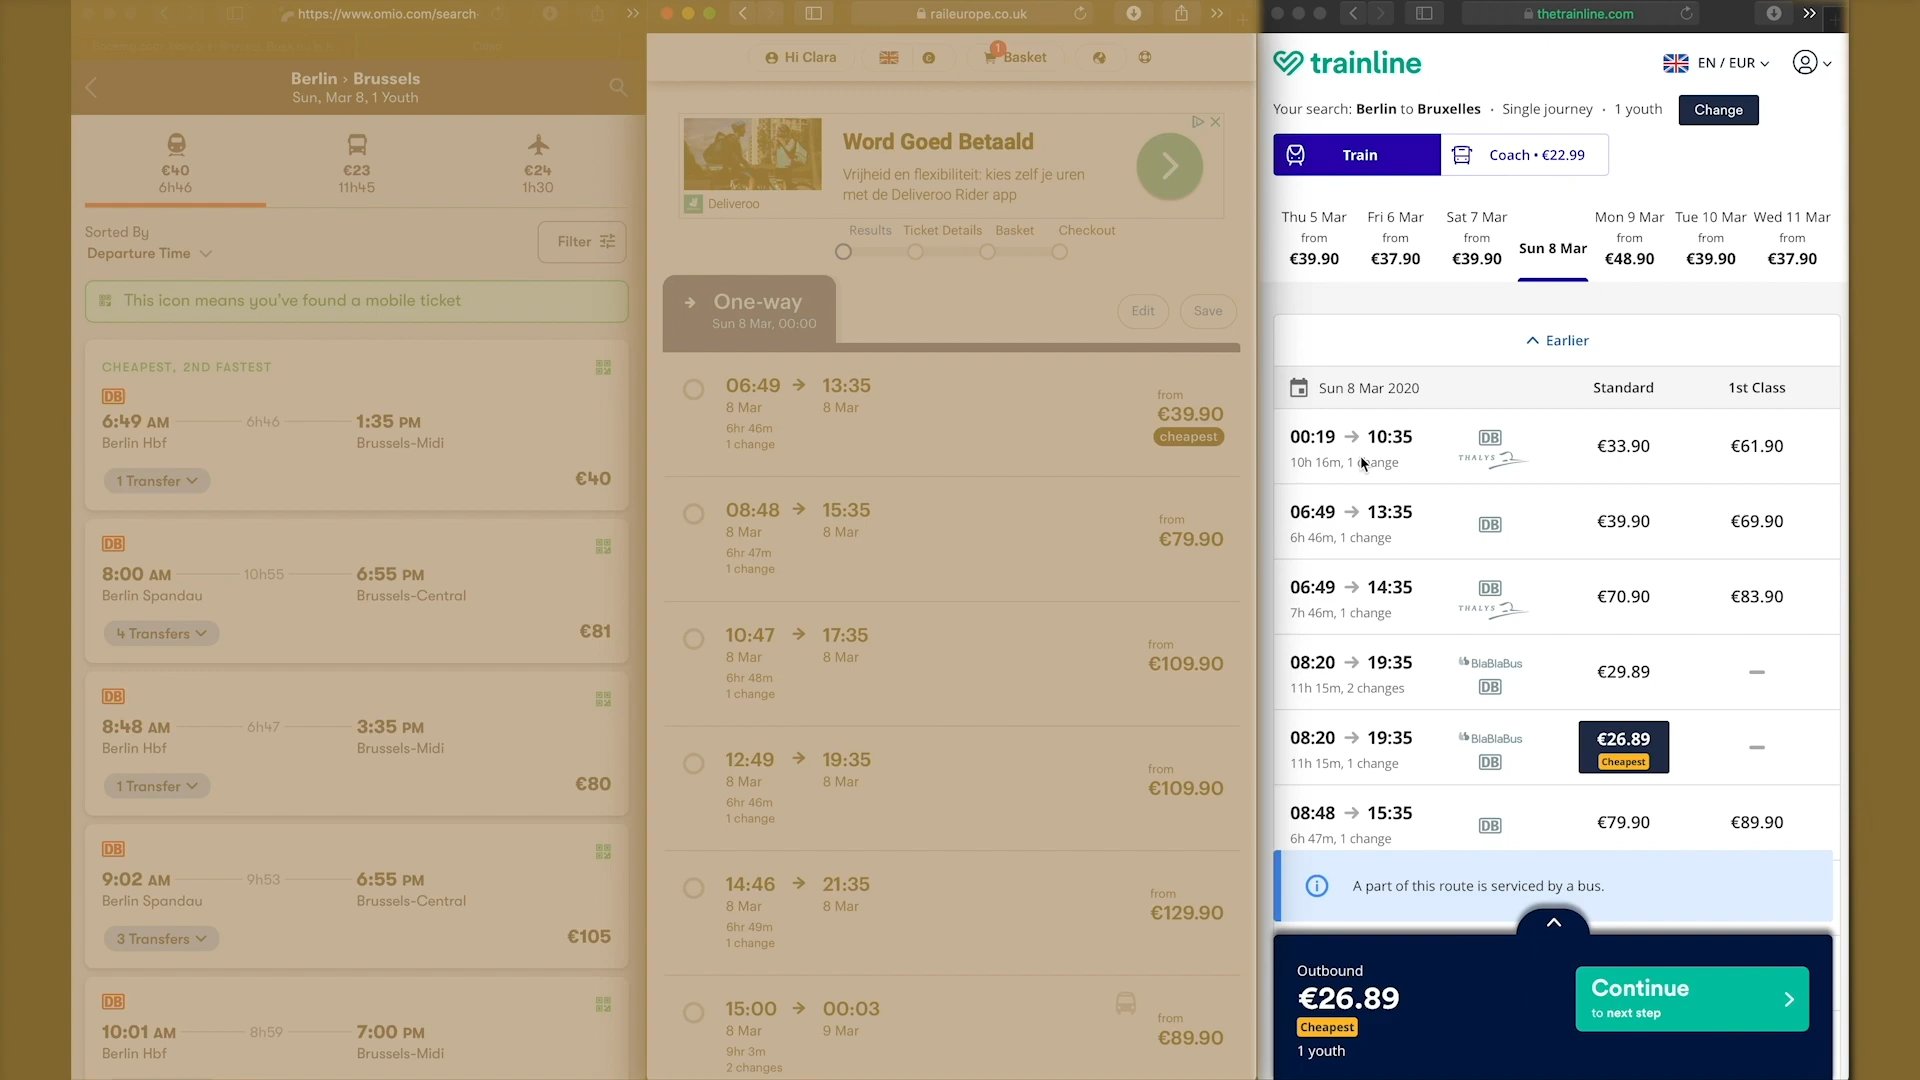 https://www.omio.com/search
Berlin › Brussels
Sun, Mar 8, 1 Youth
€40
6h46
€23
11h45
€24
1h30
Sorted By
Departure Time
Filter
This icon means you've found a mobile ticket
CHEAPEST, 2ND FASTEST
DB
6:49 AM
6h46
1:35 PM
Berlin Hbf
Brussels-Midi
1 Transfer
€40
DB
8:00 AM
10h55
6:55 PM
Berlin Spandau
Brussels-Central
4 Transfers
€81
DB
8:48 AM
6h47
3:35 PM
Berlin Hbf
Brussels-Midi
1 Transfer
€80
DB
9:02 AM
9h53
6:55 PM
Berlin Spandau
Brussels-Central
3 Transfers
€105
DB
10:01 AM
8h59
7:00 PM
Berlin Hbf
Brussels-Midi
raileurope.co.uk
Hi Clara
€
1
Basket
Word Goed Betaald
Vrijheid en flexibiliteit: kies zelf je uren
met de Deliveroo Rider app
Deliveroo
Results Ticket Details Basket Checkout
→ One-way
Sun 8 Mar, 00:00
Edit
Save
06:49 → 13:35
8 Mar 8 Mar
6hr 46m
1 change
from
€39.90
cheapest
08:48 → 15:35
8 Mar 8 Mar
6hr 47m
1 change
from
€79.90
10:47 → 17:35
8 Mar 8 Mar
6hr 48m
1 change
from
€109.90
12:49 → 19:35
8 Mar 8 Mar
6hr 46m
1 change
from
€109.90
14:46 → 21:35
8 Mar 8 Mar
6hr 49m
1 change
from
€129.90
15:00 → 00:03
8 Mar 9 Mar
9hr 3m
2 changes
from
€89.90
thetrainline.com
trainline
EN / EUR
Your search: Berlin to Bruxelles · Single journey · 1 youth
Change
Train
Coach • €22.99
Thu 5 Mar
from
€39.90
Fri 6 Mar
from
€37.90
Sat 7 Mar
from
€39.90
Sun 8 Mar
Mon 9 Mar
from
€48.90
Tue 10 Mar
from
€39.90
Wed 11 Mar
from
€37.90
Earlier
Sun 8 Mar 2020 Standard 1st Class
00:19 → 10:35
10h 16m, 1 change
DB
THALYS
€33.90
€61.90
06:49 → 13:35
6h 46m, 1 change
DB
€39.90
€69.90
06:49 → 14:35
7h 46m, 1 change
DB
THALYS
€70.90
€83.90
08:20 → 19:35
11h 15m, 2 changes
BlaBlaBus
DB
€29.89
–
08:20 → 19:35
11h 15m, 1 change
BlaBlaBus
DB
€26.89
Cheapest
–
08:48 → 15:35
6h 47m, 1 change
DB
€79.90
€89.90
A part of this route is serviced by a bus.
Outbound
€26.89
Cheapest
1 youth
Continue
to next step